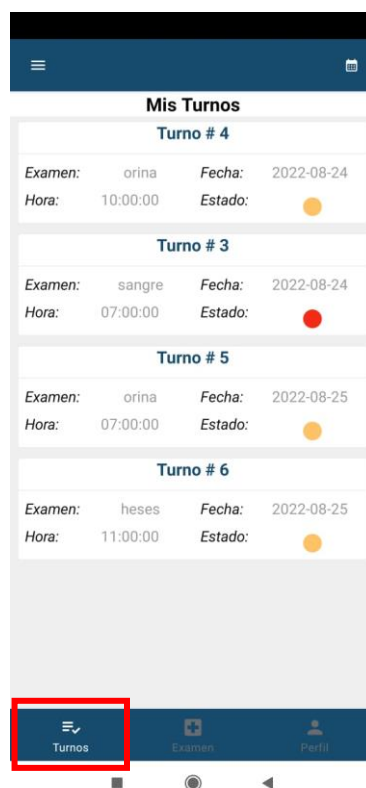 Mis Turnos
Turno # 4
Examen: orina Fecha: 2022-08-24
Hora: 10:00:00 Estado:
Turno # 3
Examen: sangre Fecha: 2022-08-24
Hora: 07:00:00 Estado:
Turno # 5
Examen: orina Fecha: 2022-08-25
Hora: 07:00:00 Estado:
Turno # 6
Examen: heses Fecha: 2022-08-25
Hora: 11:00:00 Estado:
Turnos Examen Perfil